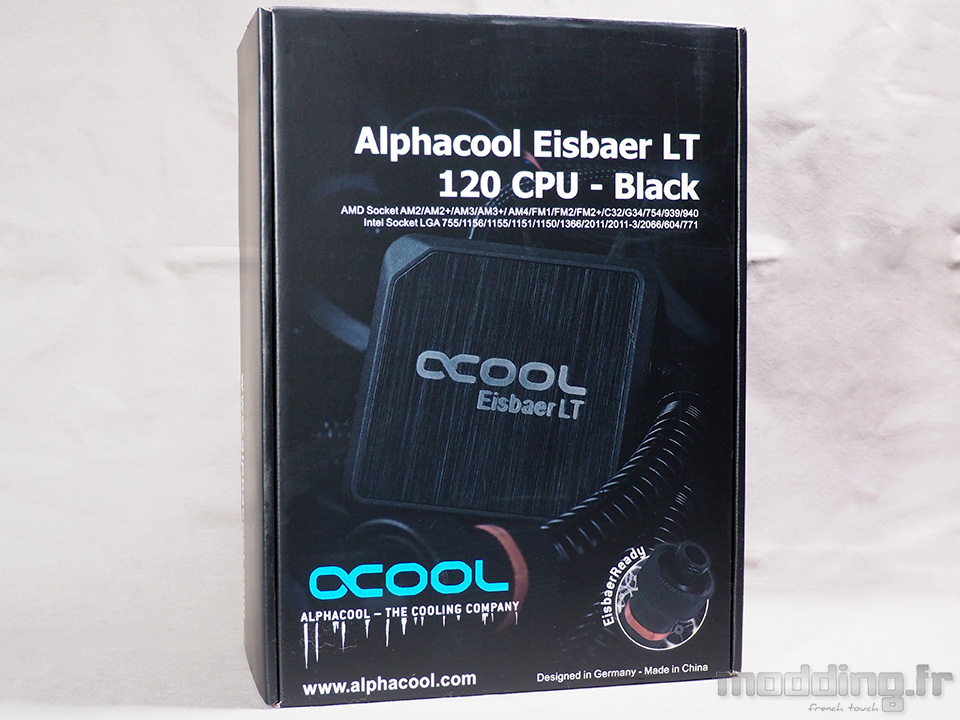 Alphacool Eisbaer LT
120 CPU - Black
AMD Socket AM2/AM2+/AM3/AM3+/ AM4/FM1/FM2/FM2+/C32/G34/754/939/940
Intel Socket LGA 755/1156/1155/1151/1150/1366/2011/2011-3/2066/604/771
COOL
Eisbaer LT
COOL
ALPHACOOL – THE COOLING COMPANY
EisbaerReady
www.alphacool.com
Designed in Germany - Made in China
modding.fr
french touch